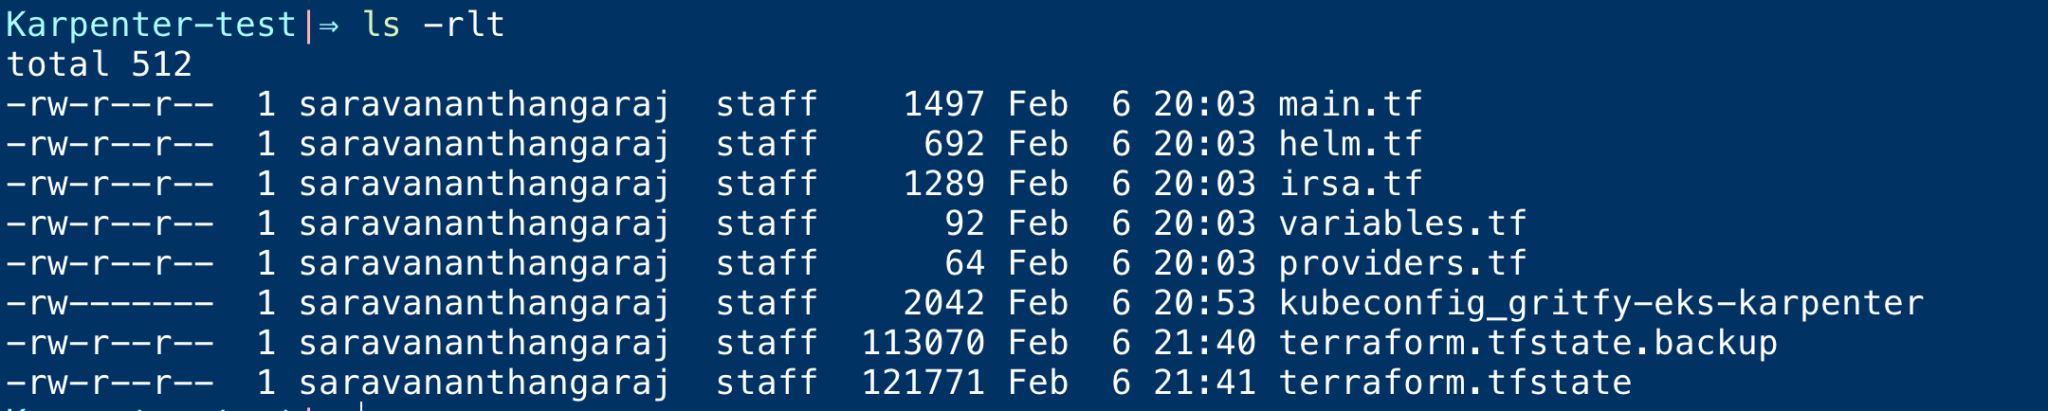 Karpenter-test|⇒ ls -rlt
total 512
-rw-r--r--  1 saravananthangaraj  staff    1497 Feb  6 20:03 main.tf
-rw-r--r--  1 saravananthangaraj  staff     692 Feb  6 20:03 helm.tf
-rw-r--r--  1 saravananthangaraj  staff    1289 Feb  6 20:03 irsa.tf
-rw-r--r--  1 saravananthangaraj  staff      92 Feb  6 20:03 variables.tf
-rw-r--r--  1 saravananthangaraj  staff      64 Feb  6 20:03 providers.tf
-rw-------  1 saravananthangaraj  staff    2042 Feb  6 20:53 kubeconfig_gritfy-eks-karpenter
-rw-r--r--  1 saravananthangaraj  staff  113070 Feb  6 21:40 terraform.tfstate.backup
-rw-r--r--  1 saravananthangaraj  staff  121771 Feb  6 21:41 terraform.tfstate